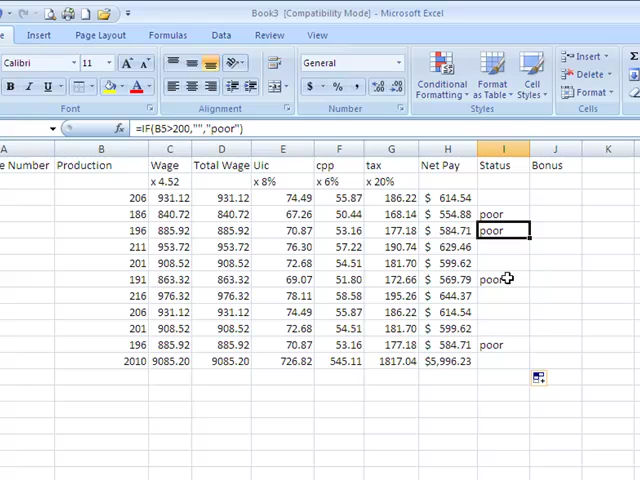 Book3 [Compatibility Mode] - Microsoft Excel
Insert Page Layout Formulas Data Review View
Calibri 11 A A General Conditional Formatting Format as Table Cell Styles Insert Delete Format
B I U A $ % , .0 .00 .00 .0
Font Alignment Number Styles Cells
fx =IF(B5>200,"","poor")
A B C D E F G H I J K
e Number Production Wage Total Wage Uic cpp tax Net Pay Status Bonus
x 4.52 x 8% x 6% x 20%
206 931.12 931.12 74.49 55.87 186.22 $ 614.54
186 840.72 840.72 67.26 50.44 168.14 $ 554.88 poor
196 885.92 885.92 70.87 53.16 177.18 $ 584.71 poor
211 953.72 953.72 76.30 57.22 190.74 $ 629.46
201 908.52 908.52 72.68 54.51 181.70 $ 599.62
191 863.32 863.32 69.07 51.80 172.66 $ 569.79 poor
216 976.32 976.32 78.11 58.58 195.26 $ 644.37
206 931.12 931.12 74.49 55.87 186.22 $ 614.54
201 908.52 908.52 72.68 54.51 181.70 $ 599.62
196 885.92 885.92 70.87 53.16 177.18 $ 584.71 poor
2010 9085.20 9085.20 726.82 545.11 1817.04 $5,996.23